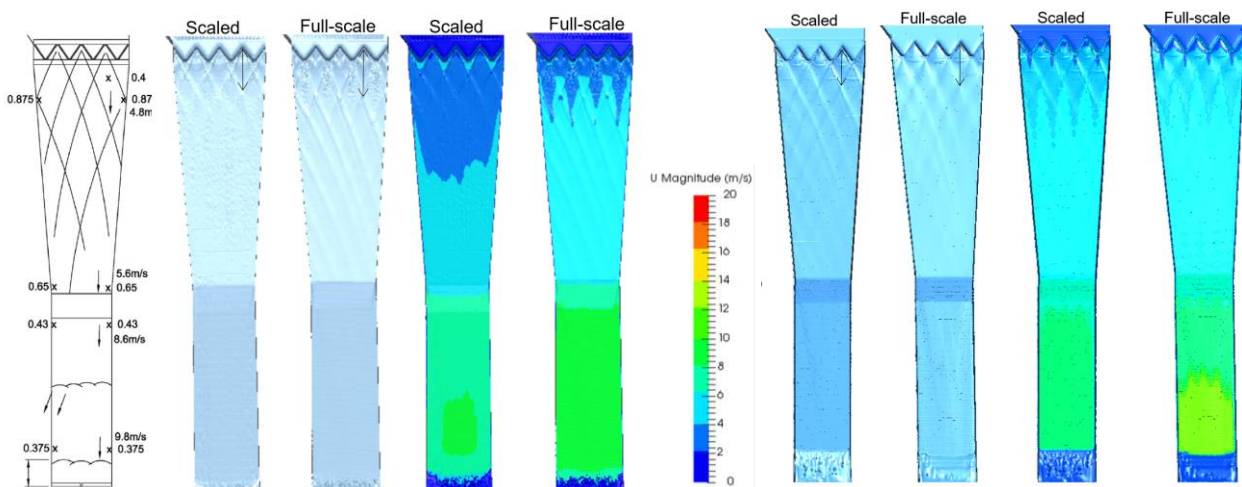 Scaled
Full-scale
Scaled
Full-scale
Scaled
Full-scale
Scaled
Full-scale
x 0.4
0.875 x
x 0.87
4.8m
5.6m/s
0.65 x
x 0.65
0.43 x
x 0.43
8.6m/s
9.8m/s
0.375 x
x 0.375
U Magnitude (m/s)
20
18
16
14
12
10
8
6
4
2
0